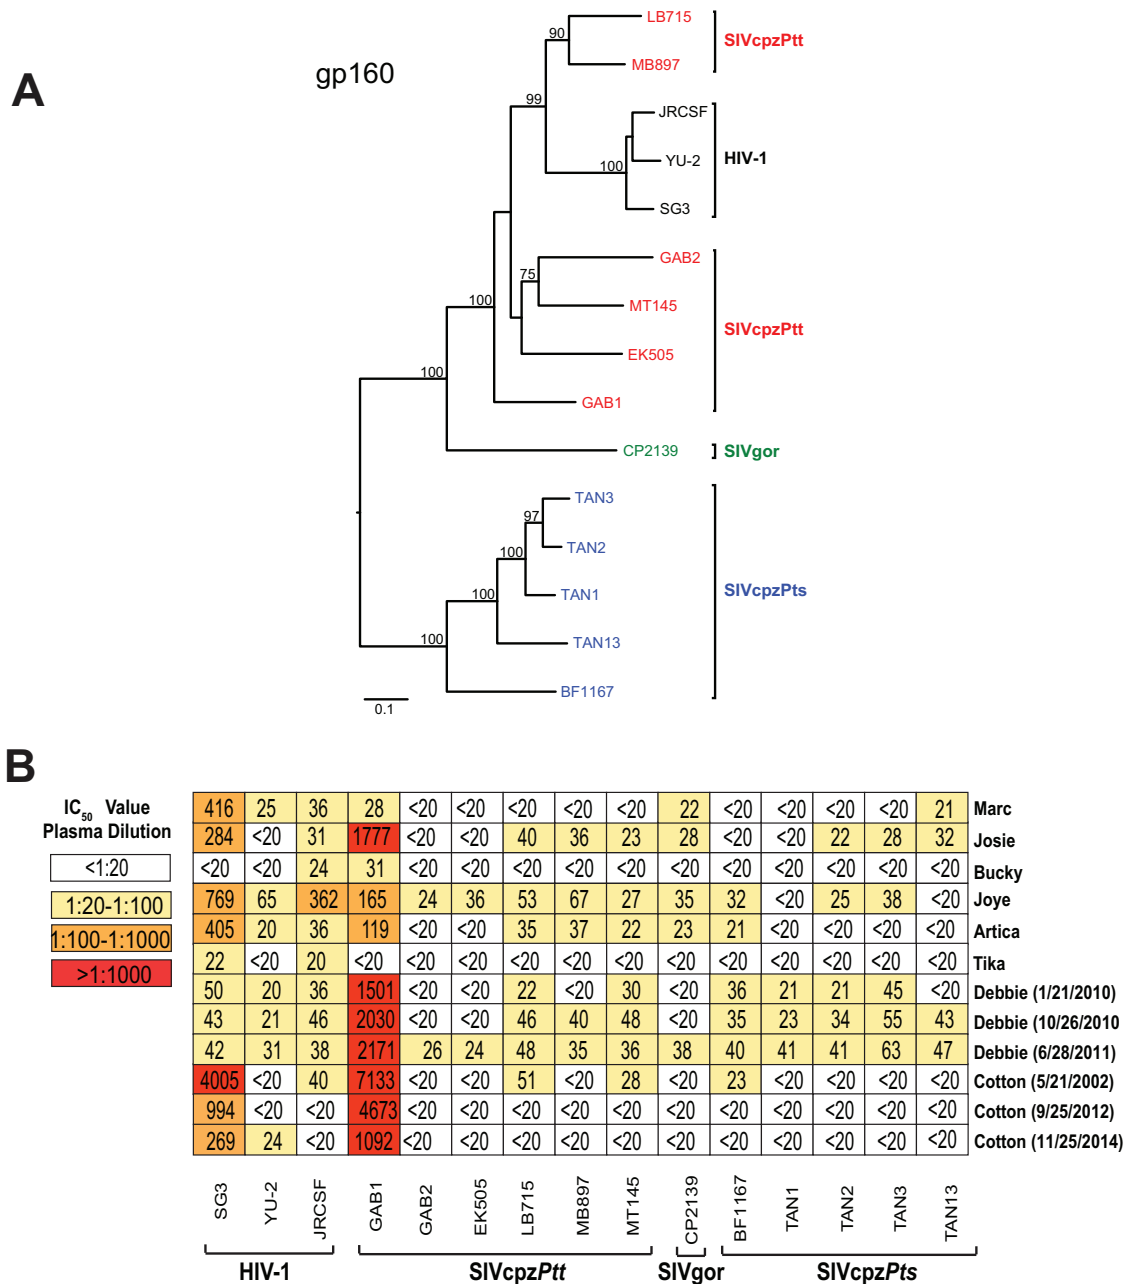 A
gp160
LB715
90
SIVcpzPtt
MB897
99
JRCSF
100
YU-2
HIV-1
SG3
GAB2
75
MT145
100
SIVcpzPtt
EK505
100
GAB1
CP2139
SIVgor
TAN3
97
TAN2
100
SIVcpzPts
TAN1
100
100
TAN13
BF1167
0.1
B
IC50 Value
Plasma Dilution
<1:20
1:20-1:100
1:100-1:1000
>1:1000
416 25 36 28 <20 <20 <20 <20 <20 22 <20 <20 <20 <20 21 Marc
284 <20 31 1777 <20 <20 40 36 23 28 <20 <20 22 28 32 Josie
<20 <20 24 31 <20 <20 <20 <20 <20 <20 <20 <20 <20 <20 <20 Bucky
769 65 362 165 24 36 53 67 27 35 32 <20 25 38 <20 Joye
405 20 36 119 <20 <20 35 37 22 23 21 <20 <20 <20 <20 Artica
22 <20 20 <20 <20 <20 <20 <20 <20 <20 <20 <20 <20 <20 <20 Tika
50 20 36 1501 <20 <20 22 <20 30 <20 36 21 21 45 <20 Debbie (1/21/2010)
43 21 46 2030 <20 <20 46 40 48 <20 35 23 34 55 43 Debbie (10/26/2010
42 31 38 2171 26 24 48 35 36 38 40 41 41 63 47 Debbie (6/28/2011)
4005 <20 40 7133 <20 <20 51 <20 28 <20 23 <20 <20 <20 <20 Cotton (5/21/2002)
994 <20 <20 4673 <20 <20 <20 <20 <20 <20 <20 <20 <20 <20 <20 Cotton (9/25/2012)
269 24 <20 1092 <20 <20 <20 <20 <20 <20 <20 <20 <20 <20 <20 Cotton (11/25/2014)
SG3 YU-2 JRCSF GAB1 GAB2 EK505 LB715 MB897 MT145 CP2139 BF1167 TAN1 TAN2 TAN3 TAN13
HIV-1 SIVcpzPtt SIVgor SIVcpzPts